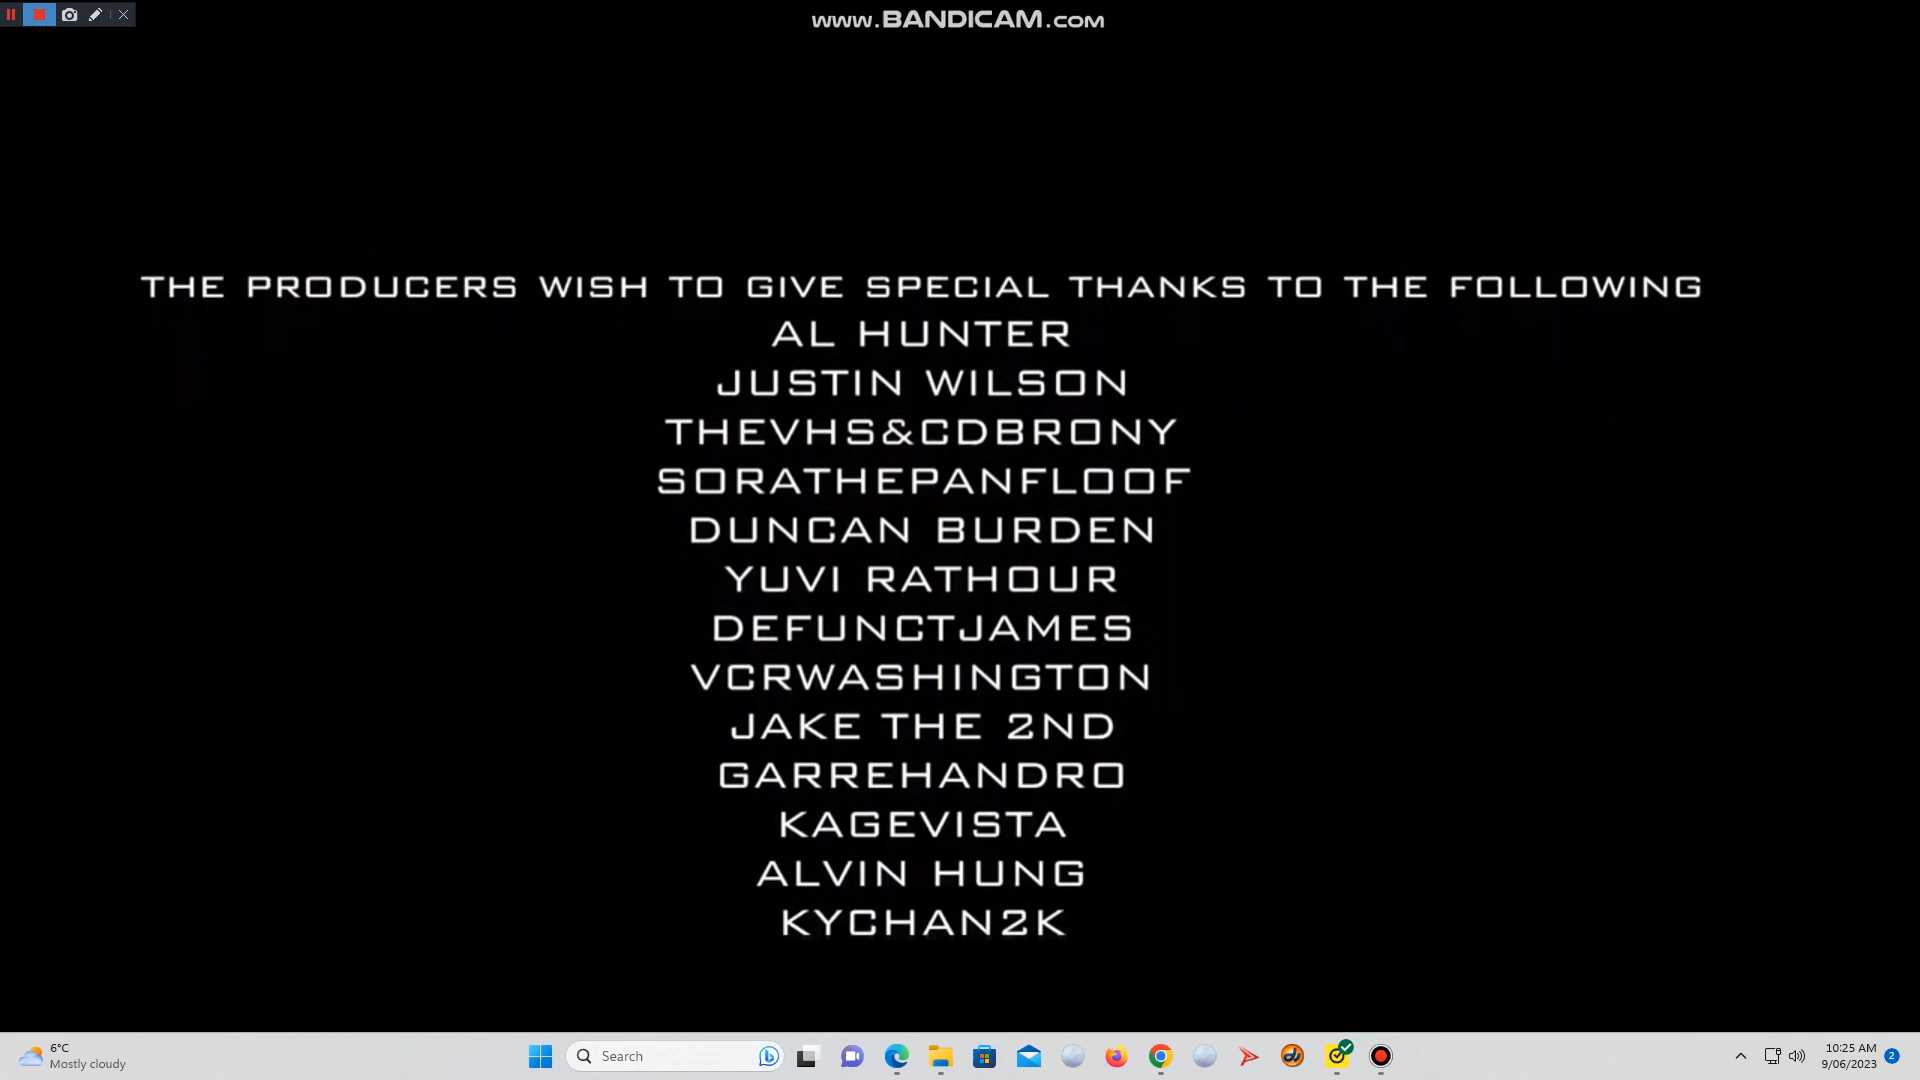 www.BANDICAM.com
THE PRODUCERS WISH TO GIVE SPECIAL THANKS TO THE FOLLOWING
AL HUNTER
JUSTIN WILSON
THEVHS&CDBRONY
SORATHEPANFLOOF
DUNCAN BURDEN
YUVI RATHOUR
DEFUNCTJAMES
VCRWASHINGTON
JAKE THE 2ND
GARREHANDRO
KAGEVISTA
ALVIN HUNG
KYCHAN2K
6°C
Mostly cloudy
Search
10:25 AM
9/06/2023
2